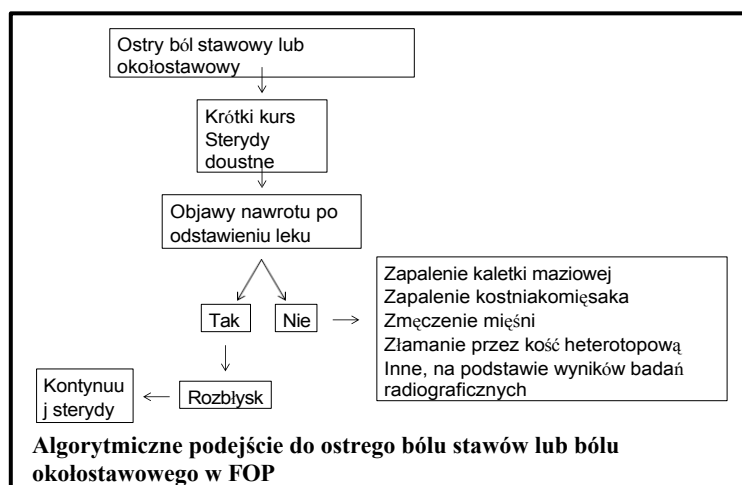 Ostry ból stawowy lub
okołostawowy
Krótki kurs
Sterydy
doustne
Objawy nawrotu po
odstawieniu leku
Tak
Nie
Zapalenie kaletki maziowej
Zapalenie kostniakomięsaka
Zmęczenie mięśni
Złamanie przez kość heterotopową
Inne, na podstawie wyników badań
radiograficznych
Kontynuu
j sterydy
Rozbłysk
Algorytmiczne podejście do ostrego bólu stawów lub bólu
okołostawowego w FOP